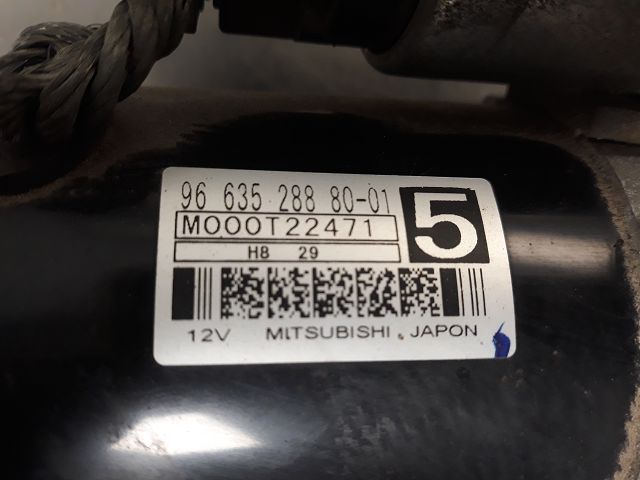 96 635 288 80-01
5
M000T22471
H8 29
12V MITSUBISHI JAPON